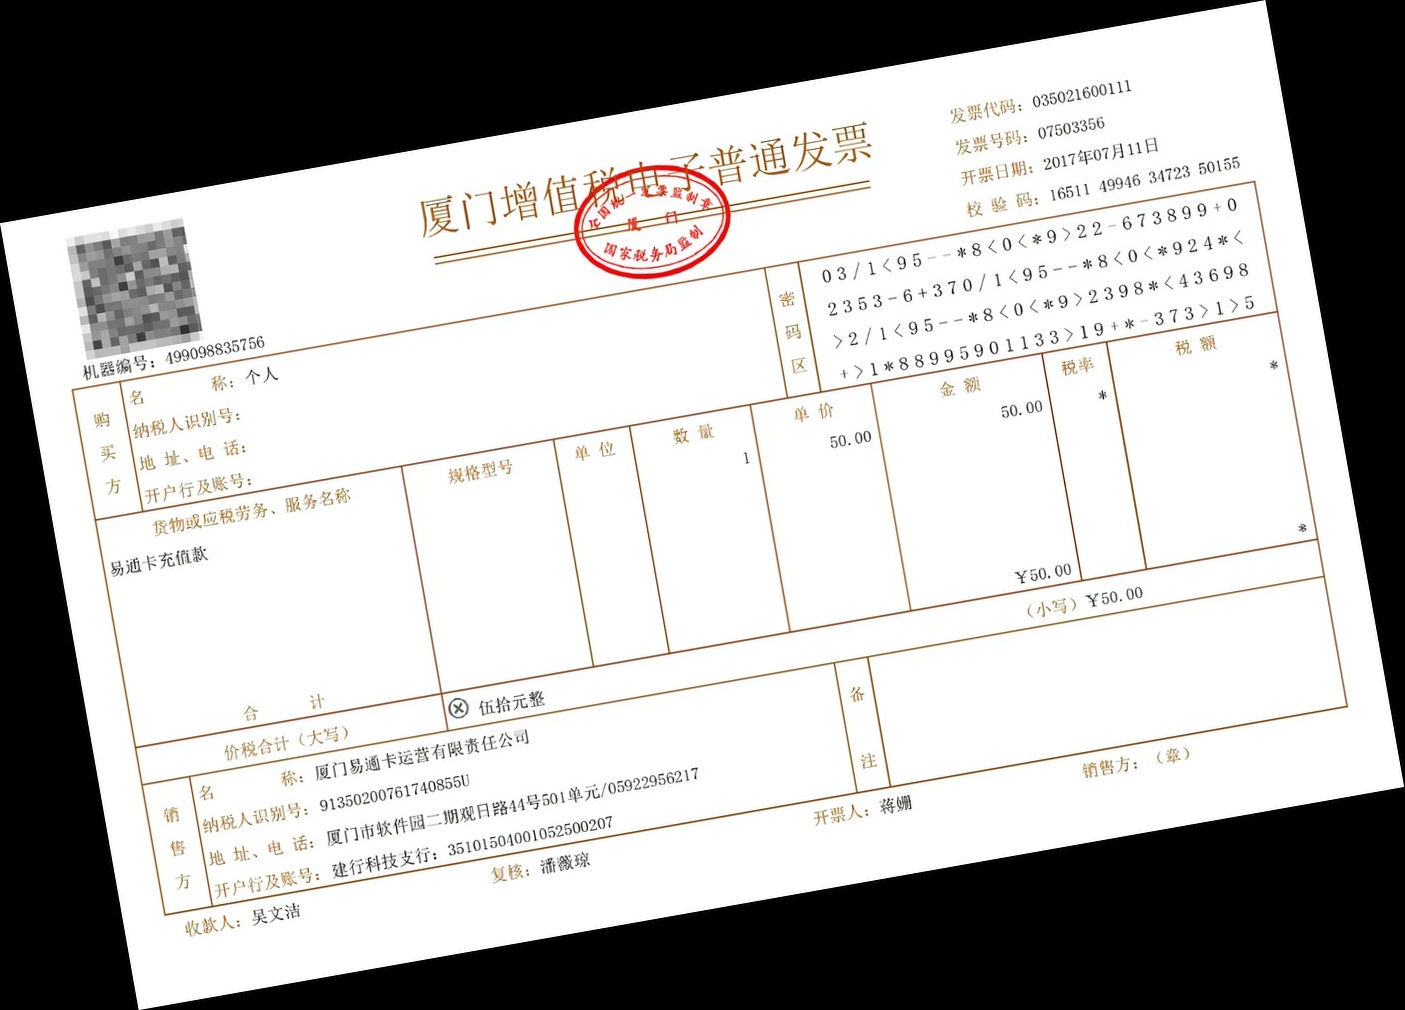 厦门增值税电子普通发票
全国统一发票监制章
厦 门
国家税务局监制
发票代码：035021600111
发票号码：07503356
开票日期：2017年07月11日
校 验 码：16511 49946 34723 50155
机器编号：499098835756
购买方
名 称：个人
纳税人识别号：
地 址、电 话：
开户行及账号：
密码区
03/1<95--*8<0<*9>22-673899+0
2353-6+370/1<95--*8<0<*924*<
>2/1<95--*8<0<*9>2398*<43698
+>1*88995901133>19+*-373>1>5
货物或应税劳务、服务名称 规格型号 单 位 数 量 单 价 金 额 税率 税 额
易通卡充值款 1 50.00 50.00 * *
合 计 ￥50.00 *
价税合计（大写） ⊗ 伍拾元整 （小写）￥50.00
销售方
名 称：厦门易通卡运营有限责任公司
纳税人识别号：91350200761740855U
地 址、电 话：厦门市软件园二期观日路44号501单元/05922956217
开户行及账号：建行科技支行：35101504001052500207
备注
收款人：吴文洁 复核：潘薇琼 开票人：蒋姗 销售方：（章）